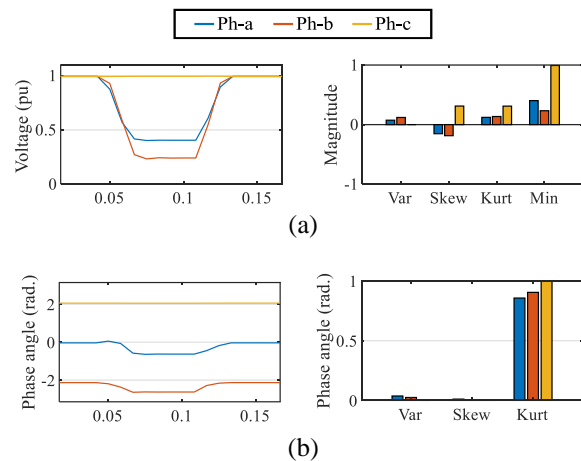 Ph-a Ph-b Ph-c
Voltage (pu)
1
0.5
0
0.05 0.1 0.15
Magnitude
1
0
-1
Var Skew Kurt Min
(a)
Phase angle (rad.)
2
0
-2
0.05 0.1 0.15
Phase angle (rad.)
1
0.5
0
Var Skew Kurt
(b)